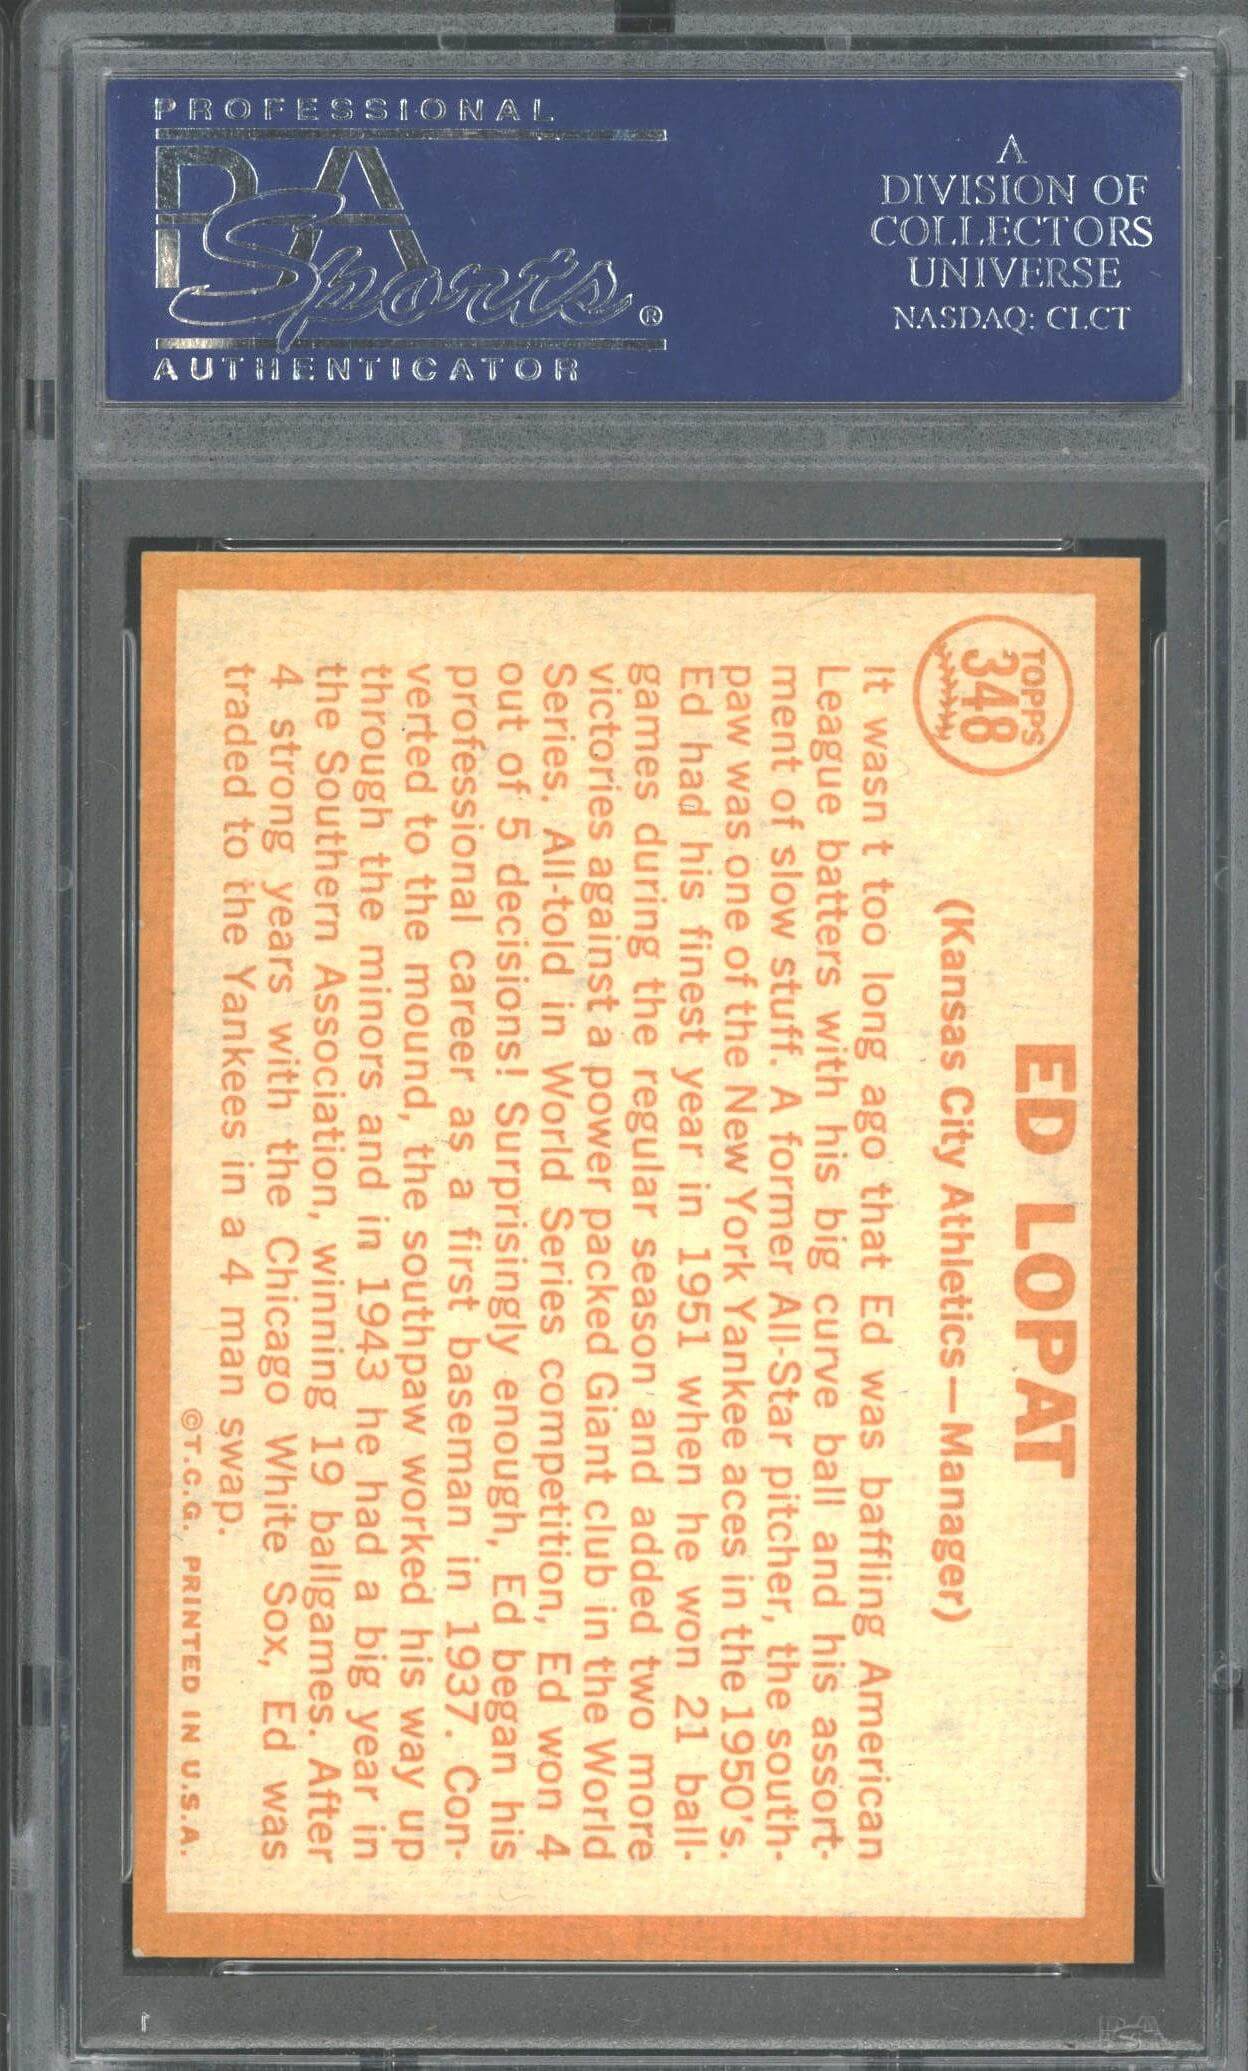 PROFESSIONAL
PSA
Sports®
AUTHENTICATOR
A
DIVISION OF
COLLECTORS
UNIVERSE
NASDAQ: CLCT
TOPPS
348
ED LOPAT
(Kansas City Athletics—Manager)
It wasn't too long ago that Ed was baffling American
League batters with his big curve ball and his assort-
ment of slow stuff. A former All-Star pitcher, the south-
paw was one of the New York Yankee aces in the 1950's.
Ed had his finest year in 1951 when he won 21 ball-
games during the regular season and added two more
victories against a power packed Giant club in the World
Series. All-told in World Series competition, Ed won 4
out of 5 decisions! Surprisingly enough, Ed began his
professional career as a first baseman in 1937. Con-
verted to the mound, the southpaw worked his way up
through the minors and in 1943 he had a big year in
the Southern Association, winning 19 ballgames. After
4 strong years with the Chicago White Sox, Ed was
traded to the Yankees in a 4 man swap.
©T.C.G. PRINTED IN U.S.A.
PSA